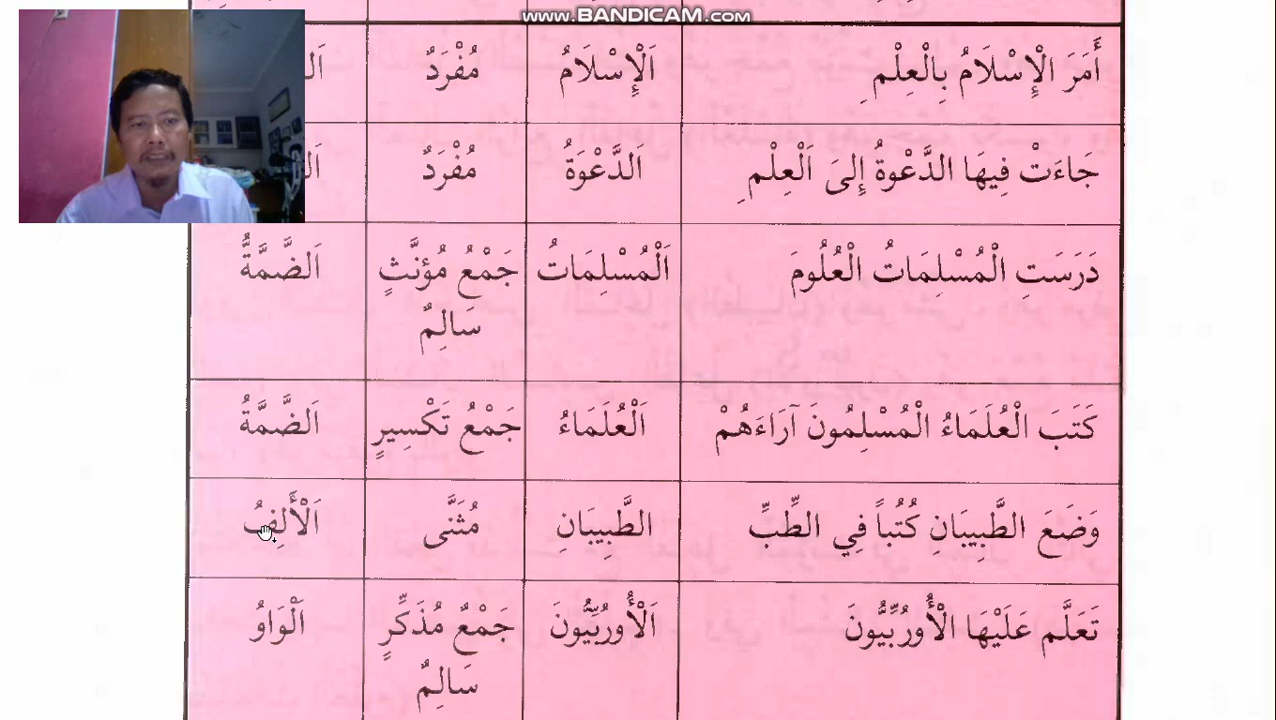 WWW.BANDICAM.COM
أَمَرَ الْإِسْلَامُ بِالْعِلْمِ اَلْإِسْلَامُ مُفْرَدٌ
جَاءَتْ فِيهَا الدَّعْوَةُ إِلىَ اَلْعِلْمِ اَلدَّعْوَةُ مُفْرَدٌ
دَرَسَتِ الْمُسْلِمَاتُ الْعُلُومَ اَلْمُسْلِمَاتُ جَمْعُ مُؤنَّثٍ اَلضَّمَّةُ
سَالِمٌ
كَتَبَ الْعُلَمَاءُ الْمُسْلِمُونَ آرَاءَهُمْ اَلْعُلَمَاءُ جَمْعُ تَكْسِيرٍ اَلضَّمَّةُ
وَضَعَ الطَّبِيبَانِ كُتُباً فِي الطِّبِّ الطَّبِيبَانِ مُثَنَّى اَلْأَلِفُ
تَعَلَّم عَلَيْهَا الْأُورُبِّيُّونَ اَلْأُورُبِّيُّونَ جَمْعُ مُذَكِّرٍ اَلْوَاوُ
سَالِمٌ